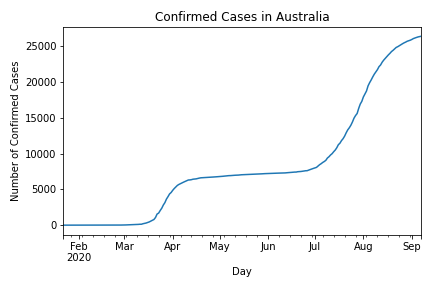 Confirmed Cases in Australia
Number of Confirmed Cases
25000
20000
15000
10000
5000
0
Feb Mar Apr May Jun Jul Aug Sep
2020
Day